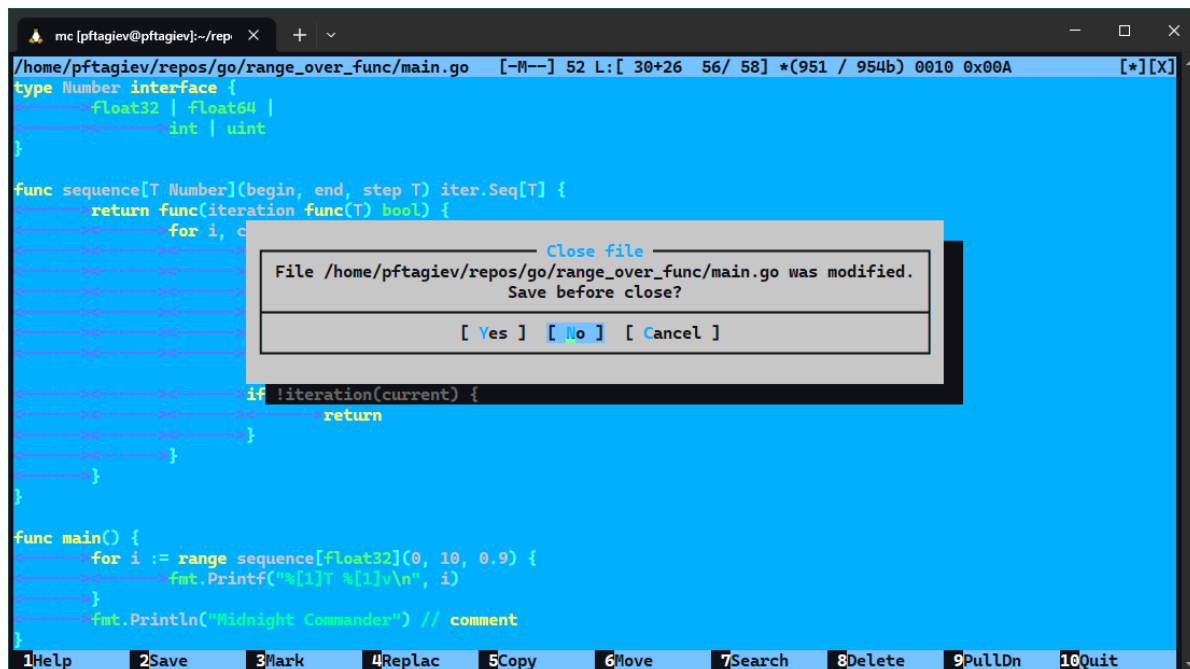 mc [pftagiev@pftagiev]:~/rep
/home/pftagiev/repos/go/range_over_func/main.go [-M--] 52 L:[ 30+26 56/ 58] *(951 / 954b) 0010 0x00A [*][X]
type Number interface {
float32 | float64 |
int | uint
}
func sequence[T Number](begin, end, step T) iter.Seq[T] {
return func(iteration func(T) bool) {
for i, c
Close file
File /home/pftagiev/repos/go/range_over_func/main.go was modified.
Save before close?
[ Yes ] [ No ] [ Cancel ]
if !iteration(current) {
return
}
}
}
}
func main() {
for i := range sequence[float32](0, 10, 0.9) {
fmt.Printf("%[1]T %[1]v\n", i)
}
fmt.Println("Midnight Commander") // comment
}
1Help 2Save 3Mark 4Replac 5Copy 6Move 7Search 8Delete 9PullDn 10Quit